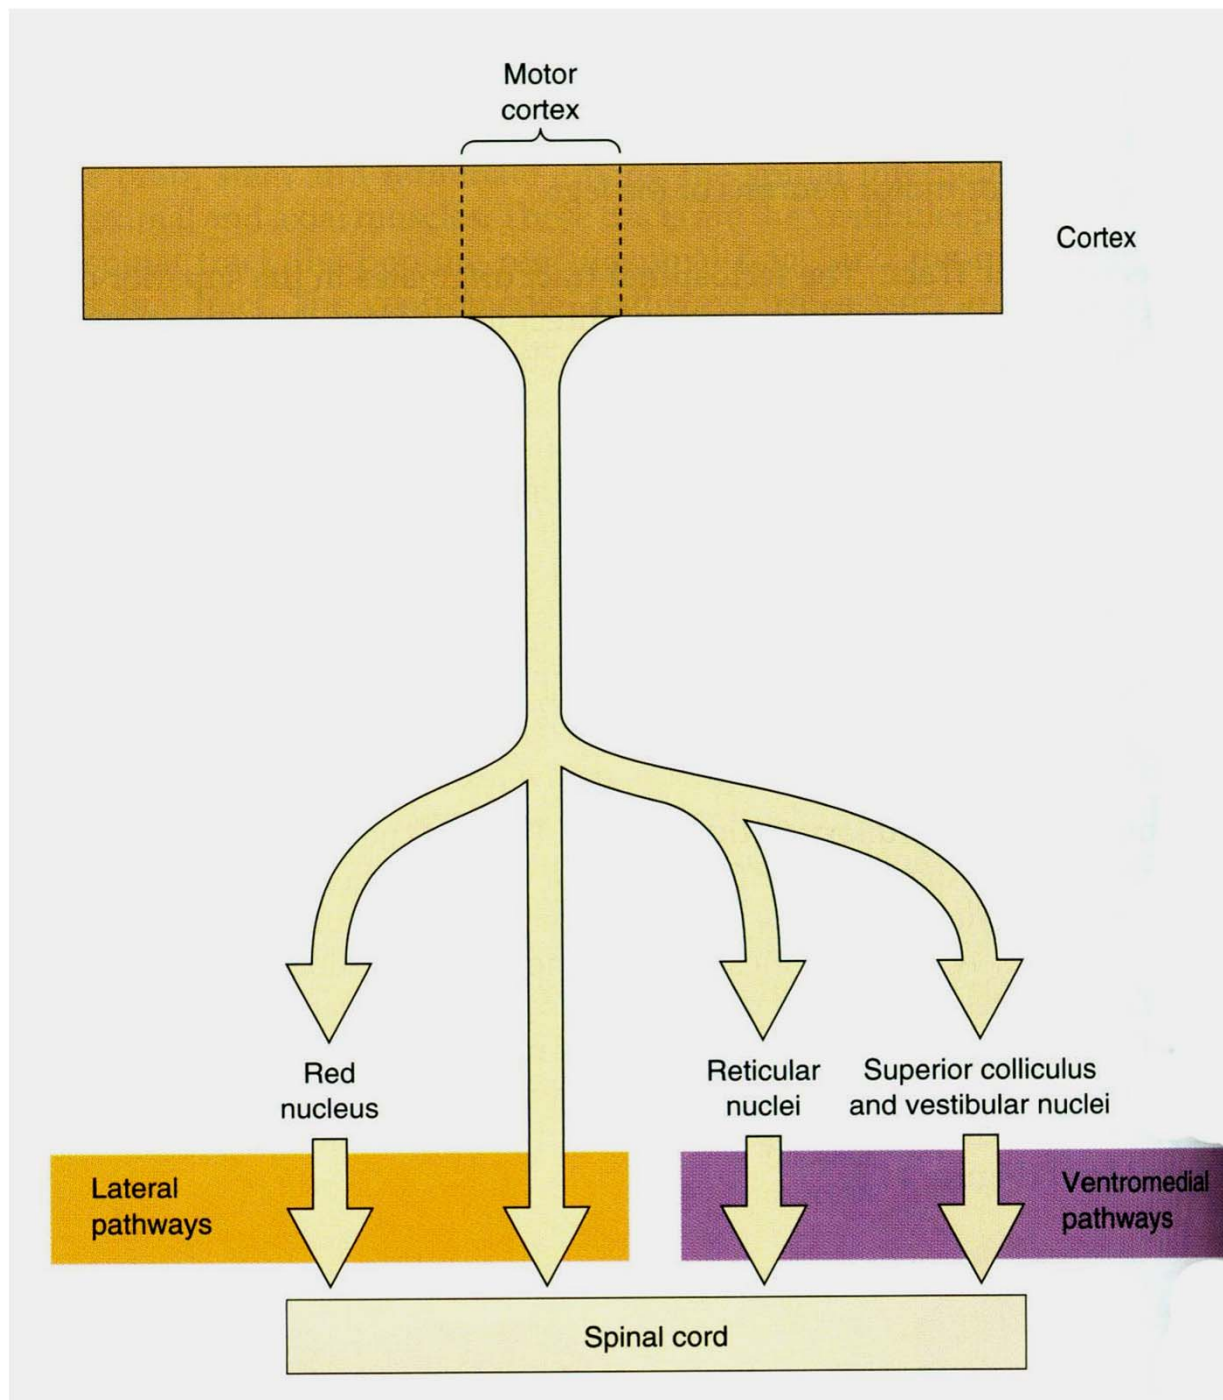 Motor
cortex
Cortex
Red
nucleus
Reticular
nuclei
Superior colliculus
and vestibular nuclei
Lateral
pathways
Ventromedial
pathways
Spinal cord